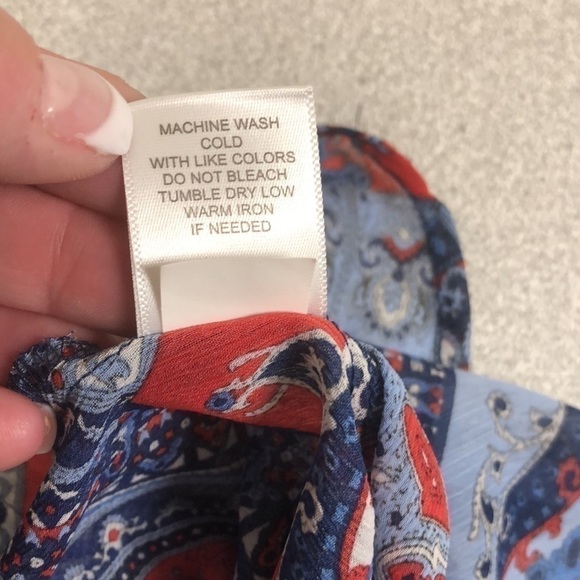 MACHINE WASH
COLD
WITH LIKE COLORS
DO NOT BLEACH
TUMBLE DRY LOW
WARM IRON
IF NEEDED